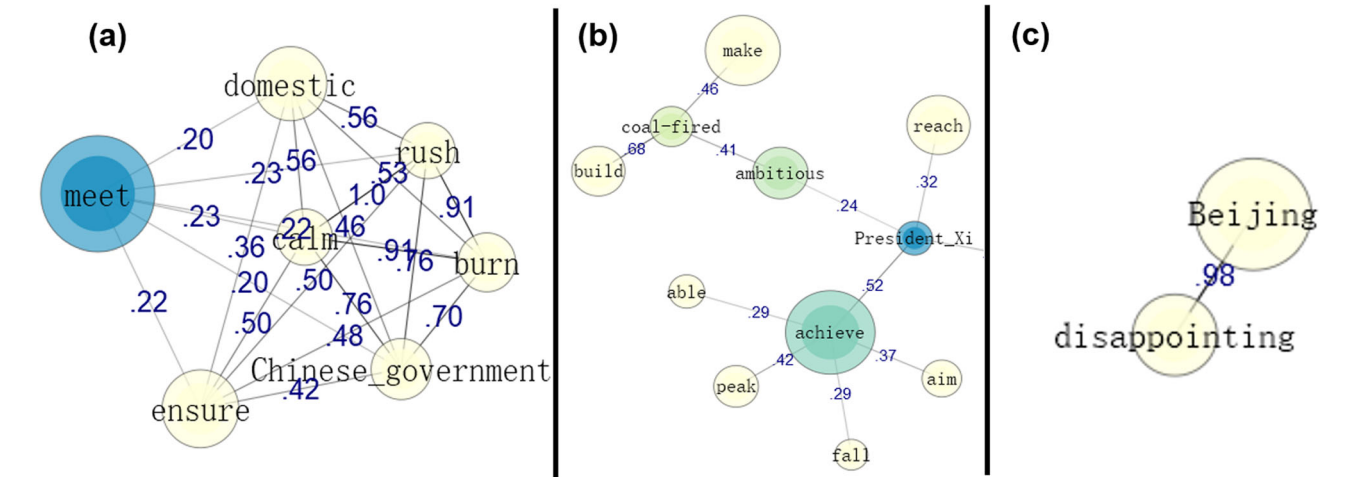 (a)
domestic
.56
rush
.20
.23
.56
.53
meet
1.0
.91
.23
.22
.46
calm
.36
.91
.76
burn
.20
.50
.22
.76
.70
.50
.48
Chinese_government
.42
ensure
(b)
make
.46
coal-fired
.68
.41
build
ambitious
reach
.32
.24
President_Xi
able
.52
.29
achieve
.42
.37
peak
aim
.29
fall
(c)
Beijing
.98
disappointing